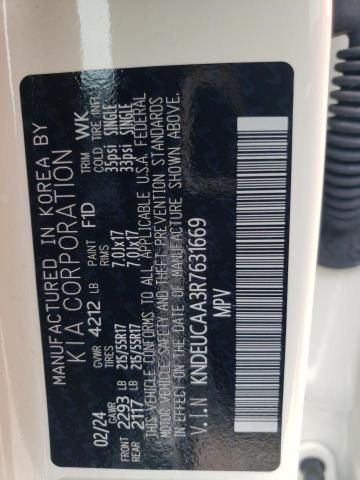 MANUFACTURED IN KOREA BY
KIA CORPORATION
02/24 GVWR 4212 LB F1D TRIM WK
GAWR TIRES RIMS COLD TIRE INFL
FRONT 2293 LB 215/55R17 7.0JX17 33psi SINGLE
REAR 2117 LB 215/55R17 7.0JX17 33psi SINGLE
THIS VEHICLE CONFORMS TO ALL APPLICABLE U.S.A. FEDERAL
MOTOR VEHICLE SAFETY AND THEFT PREVENTION STANDARDS
IN EFFECT ON THE DATE OF MANUFACTURE SHOWN ABOVE.
V.I.N KNDEUCAA3R7631669
MPV